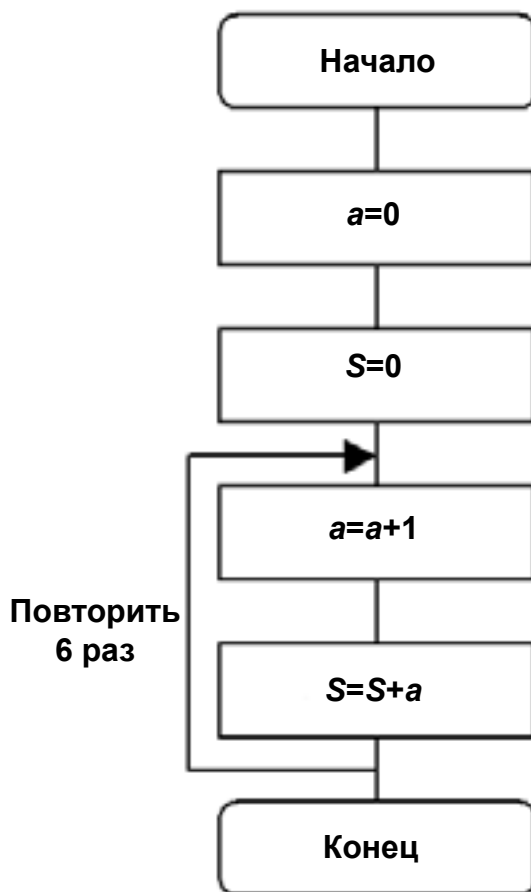 Начало
a=0
S=0
a=a+1
Повторить
6 раз
S=S+a
Конец